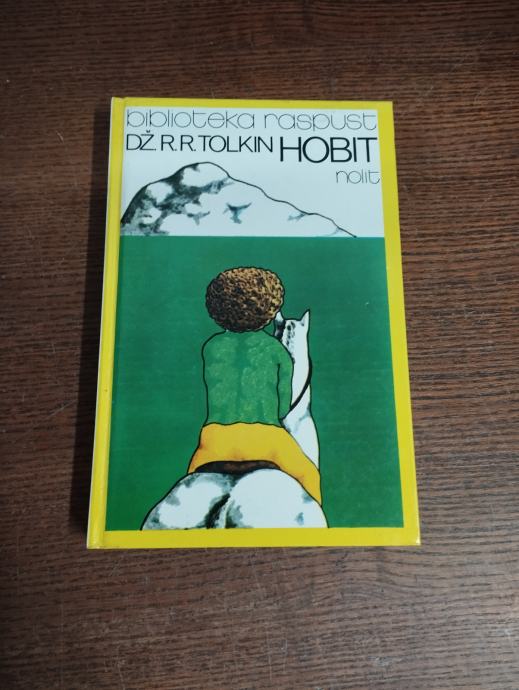 biblioteka raspust
DŽ. R. R. TOLKIN HOBIT
nolit